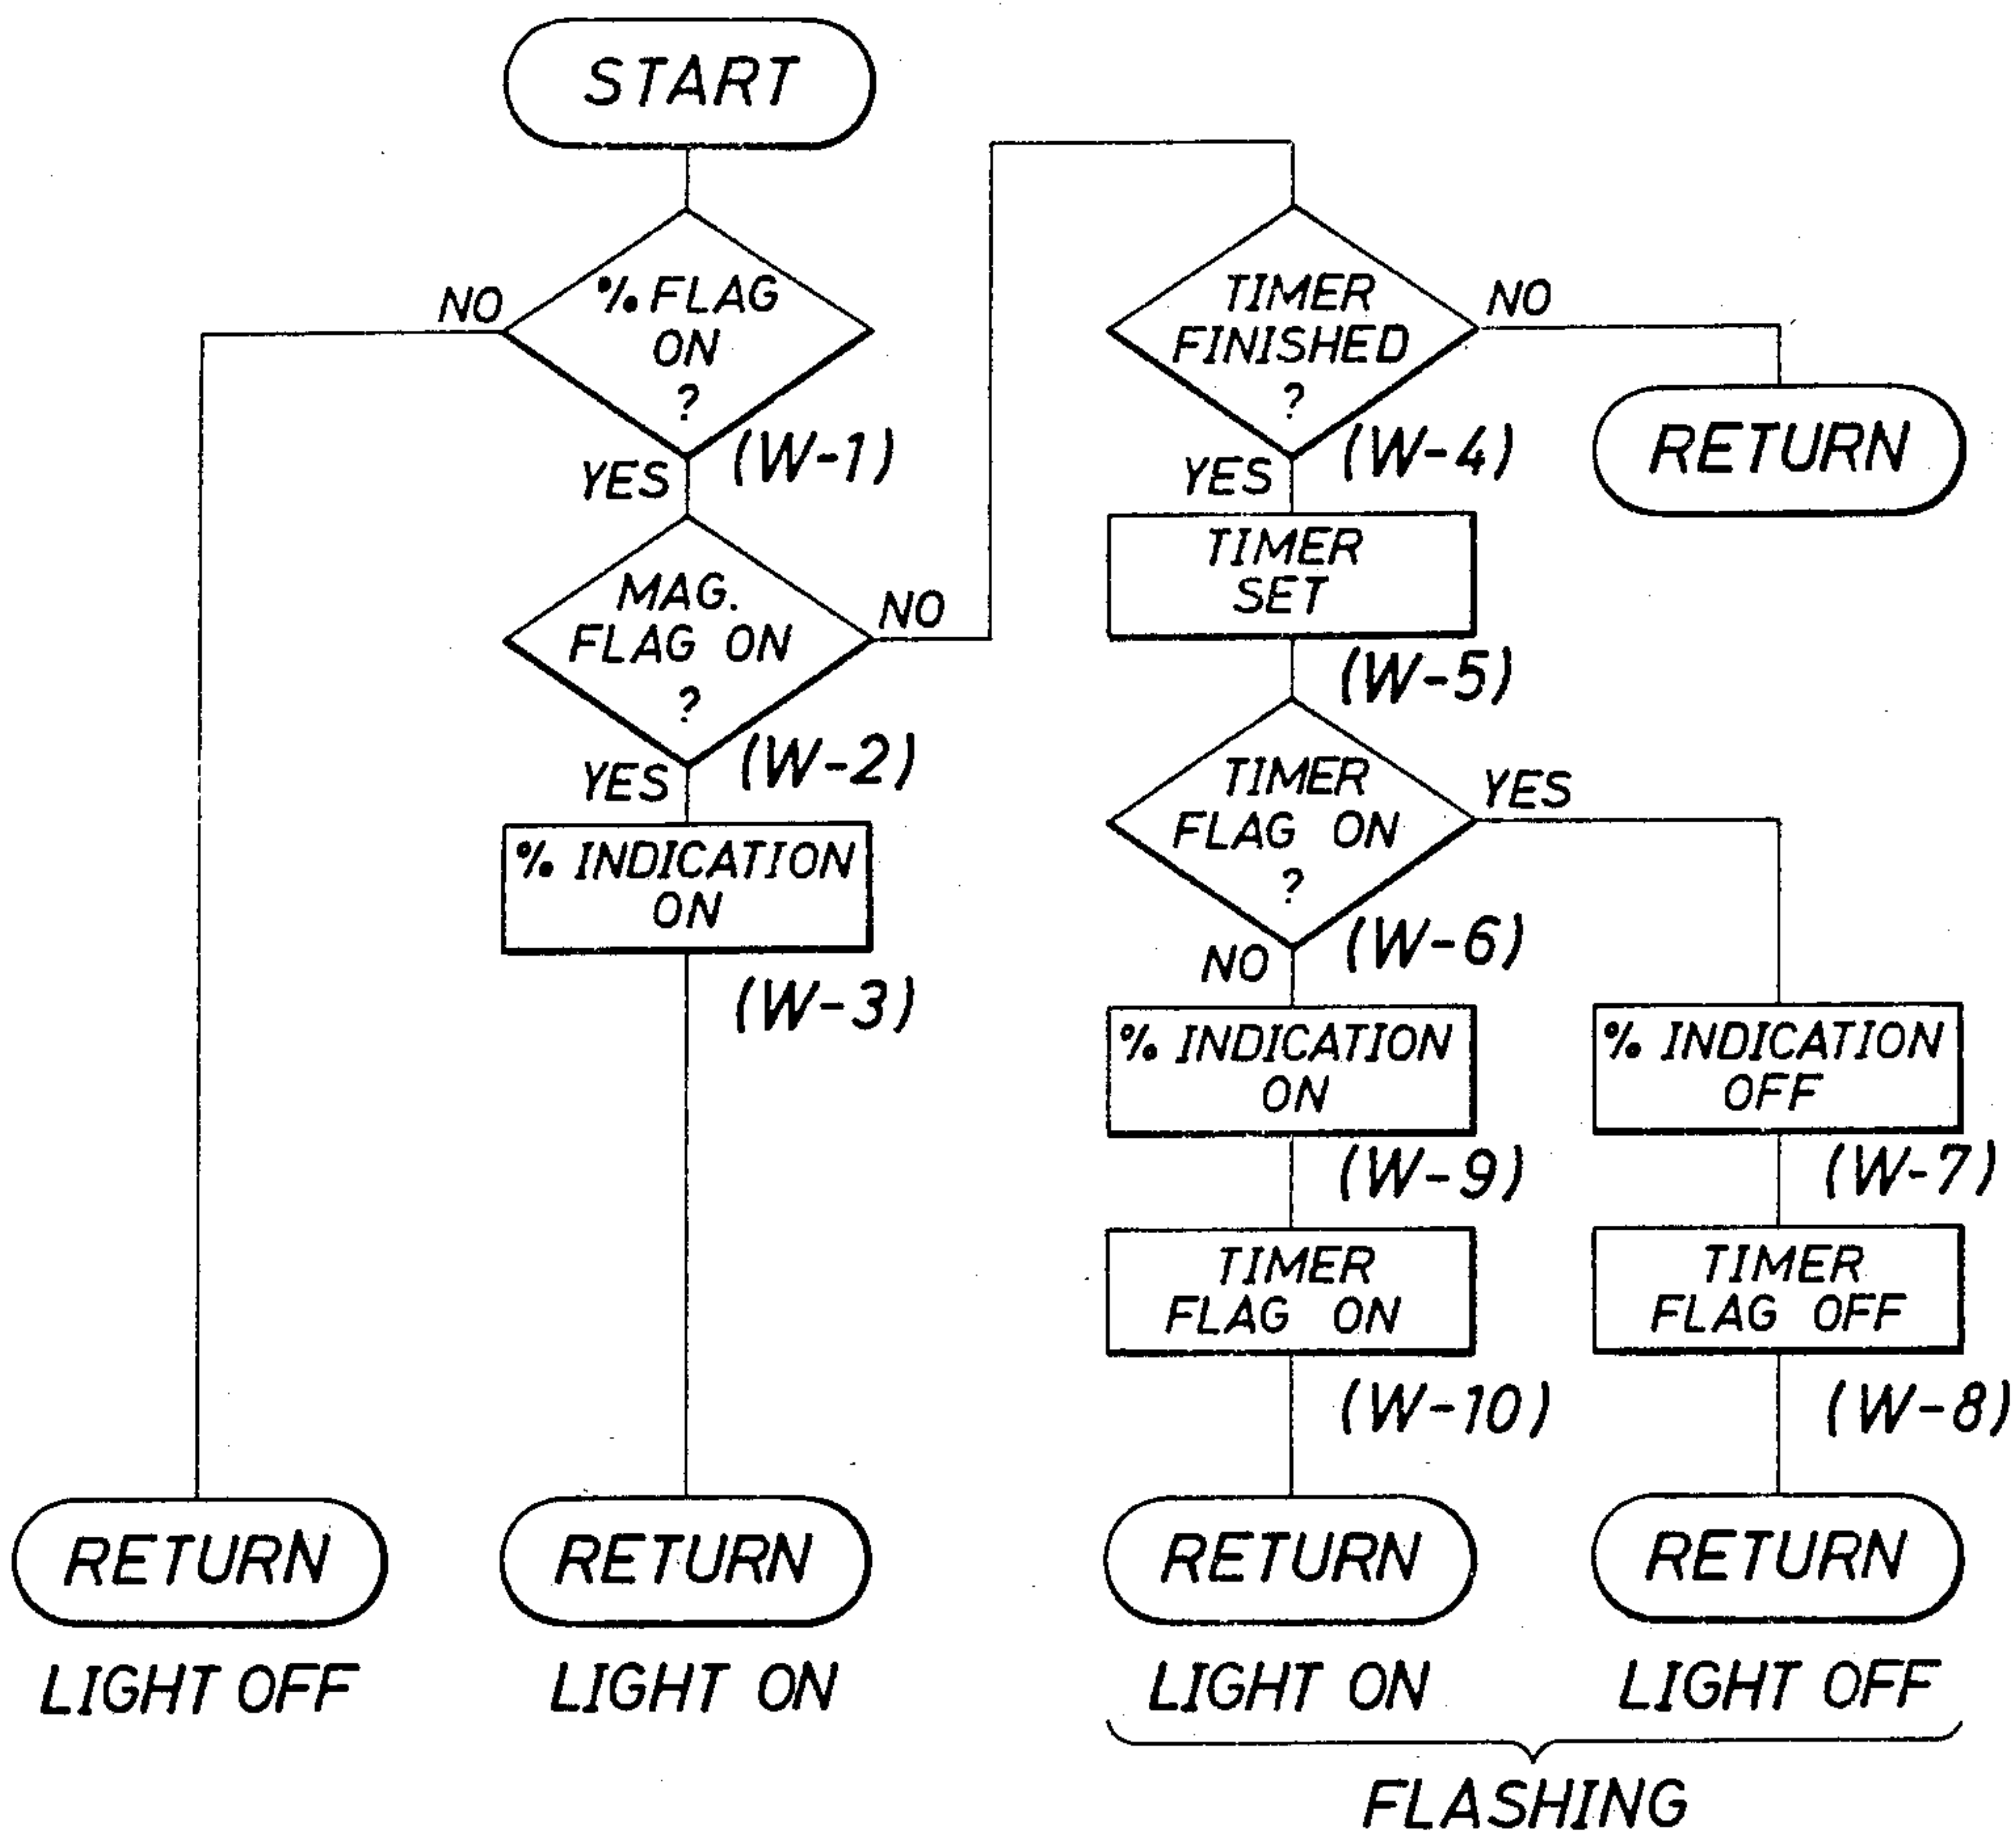 START
% FLAG
ON
?
NO
(W-1)
YES
MAG.
FLAG ON
?
NO
(W-2)
YES
% INDICATION
ON
(W-3)
TIMER
FINISHED
?
NO
RETURN
(W-4)
YES
TIMER
SET
(W-5)
TIMER
FLAG ON
?
YES
(W-6)
NO
% INDICATION
ON
(W-9)
TIMER
FLAG ON
(W-10)
% INDICATION
OFF
(W-7)
TIMER
FLAG OFF
(W-8)
RETURN
RETURN
RETURN
RETURN
LIGHT OFF
LIGHT ON
LIGHT ON
LIGHT OFF
FLASHING